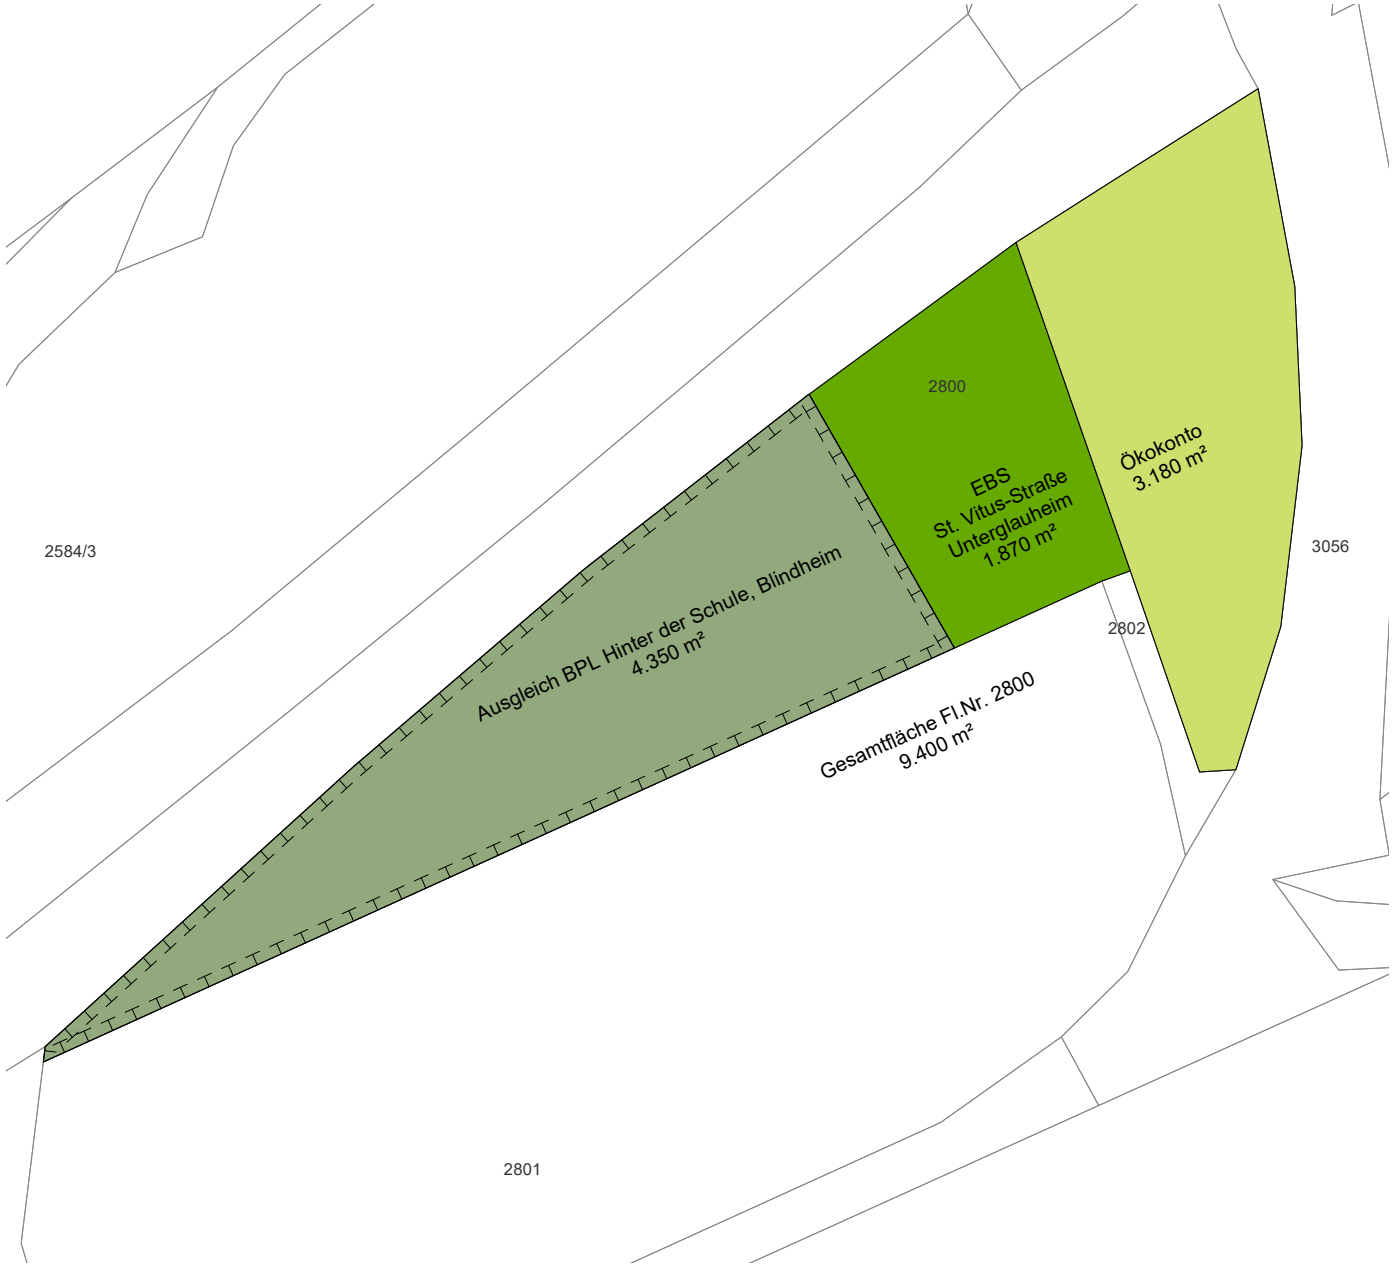 2800
Ökokonto
3.180 m²
EBS
St. Vitus-Straße
Unterglauheim
1.870 m²
2584/3
3056
Ausgleich BPL Hinter der Schule, Blindheim
4.350 m²
2802
Gesamtfläche Fl.Nr. 2800
9.400 m²
2801